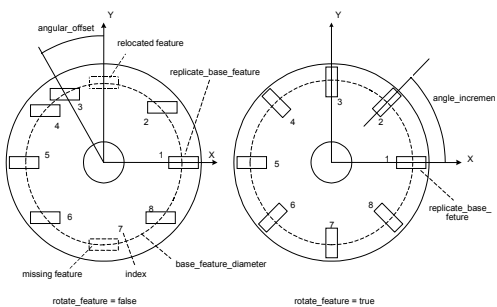 angular_offset
Y
relocated feature
replicate_base_feature
3
4
2
5
1
X
6
7
8
missing feature
index
base_feature_diameter
rotate_feature = false
Y
angle_incremen
3
4
2
5
1
X
6
7
8
replicate_base_
feture
rotate_feature = true